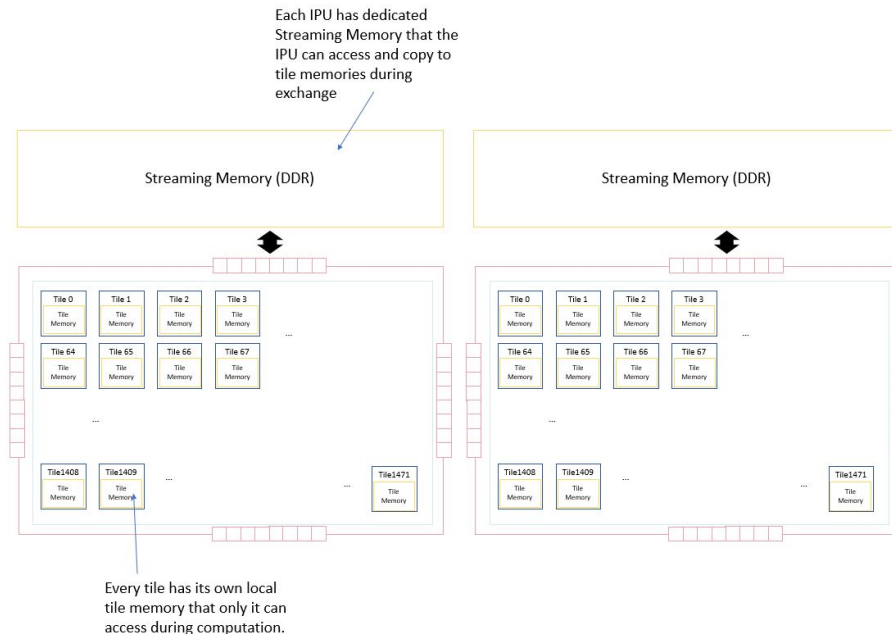 Each IPU has dedicated
Streaming Memory that the
IPU can access and copy to
tile memories during
exchange
Streaming Memory (DDR)
Tile 0
Tile
Memory
Tile 1
Tile
Memory
Tile 2
Tile
Memory
Tile 3
Tile
Memory
...
Tile 64
Tile
Memory
Tile 65
Tile
Memory
Tile 66
Tile
Memory
Tile 67
Tile
Memory
...
Tile1408
Tile
Memory
Tile1409
Tile
Memory
...
...
Tile1471
Tile
Memory
Streaming Memory (DDR)
Tile 0
Tile
Memory
Tile 1
Tile
Memory
Tile 2
Tile
Memory
Tile 3
Tile
Memory
...
Tile 64
Tile
Memory
Tile 65
Tile
Memory
Tile 66
Tile
Memory
Tile 67
Tile
Memory
...
Tile1408
Tile
Memory
Tile1409
Tile
Memory
...
...
Tile1471
Tile
Memory
Every tile has its own local
tile memory that only it can
access during computation.